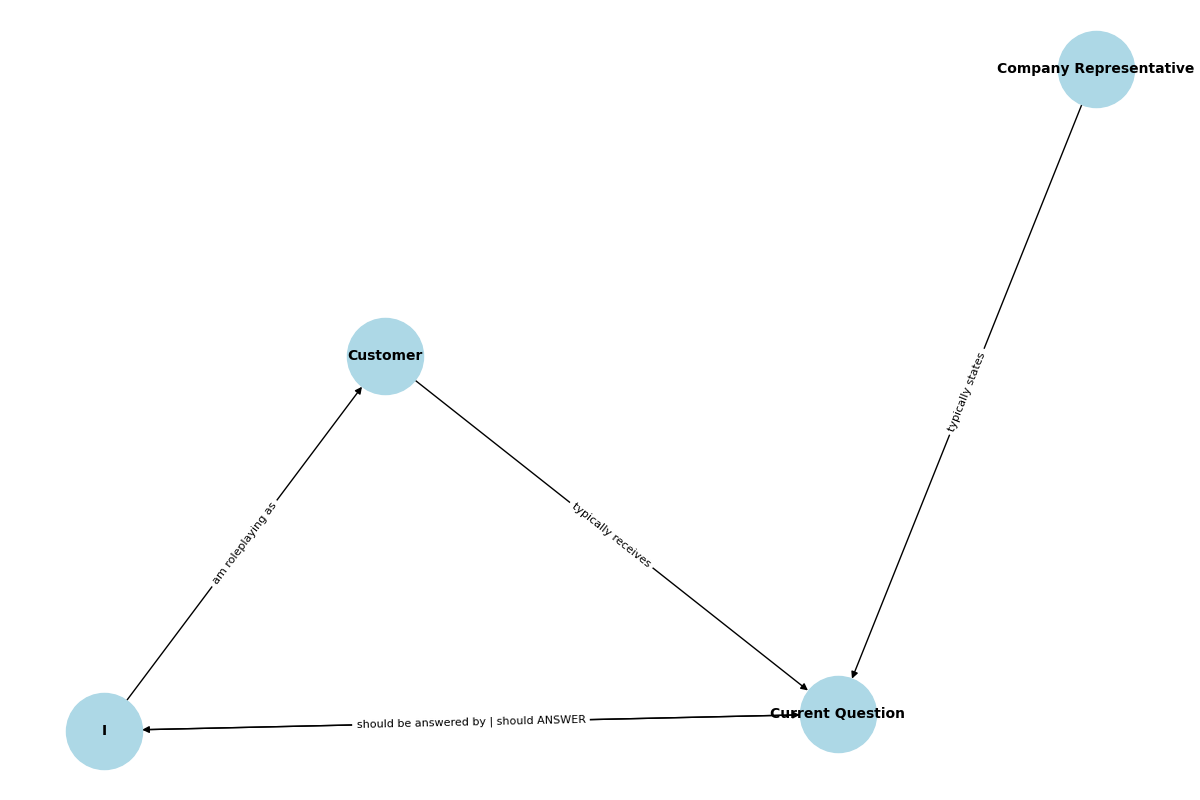 Company Representative
typically states
Customer
am roleplaying as
typically receives
I
should be answered by | should ANSWER
Current Question